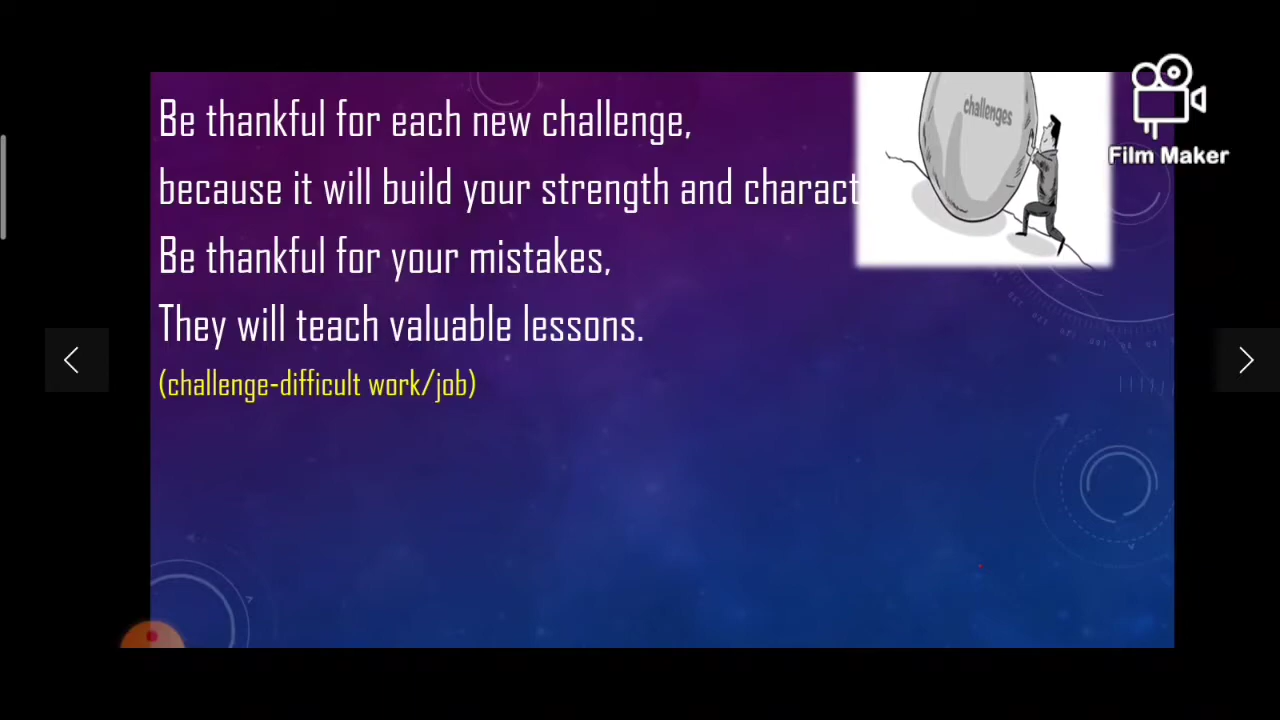 Be thankful for each new challenge,
because it will build your strength and charact
Be thankful for your mistakes,
They will teach valuable lessons.
(challenge-difficult work/job)
challenges
Film Maker